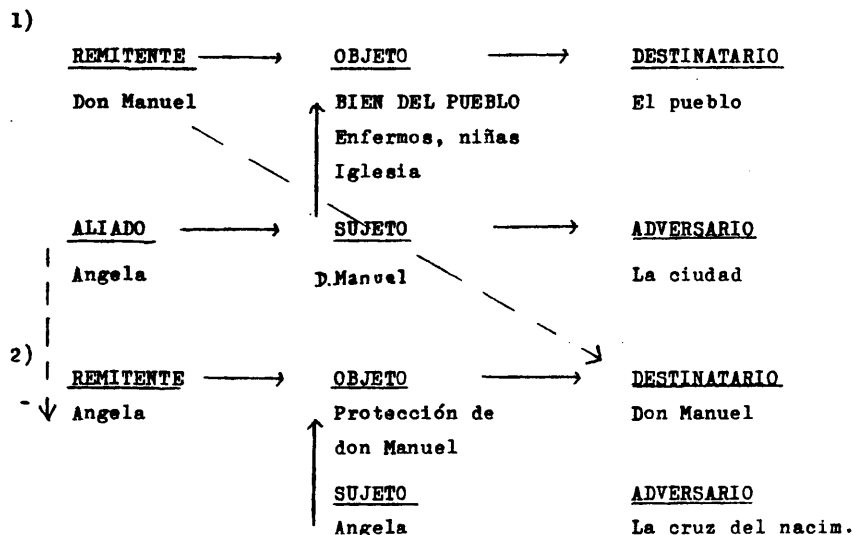 1)
REMITENTE OBJETO DESTINATARIO
Don Manuel BIEN DEL PUEBLO El pueblo
Enfermos, niñas
Iglesia
ALIADO SUJETO ADVERSARIO
Angela D.Manuel La ciudad
2)
REMITENTE OBJETO DESTINATARIO
Angela Protección de Don Manuel
don Manuel
SUJETO ADVERSARIO
Angela La cruz del nacim.